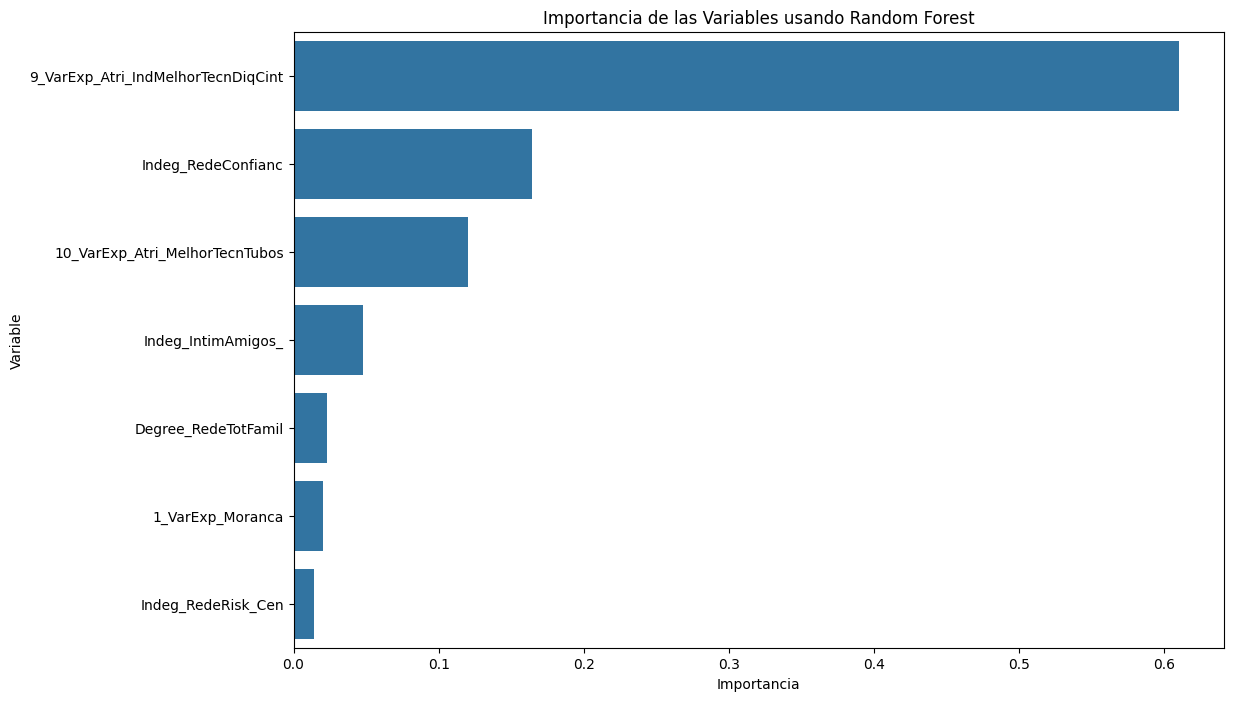 Importancia de las Variables usando Random Forest
9_VarExp_Atri_IndMelhorTecnDiqCint
Indeg_RedeConfianc
10_VarExp_Atri_MelhorTecnTubos
Indeg_IntimAmigos_
Degree_RedeTotFamil
1_VarExp_Moranca
Indeg_RedeRisk_Cen
Variable
0.0 0.1 0.2 0.3 0.4 0.5 0.6
Importancia